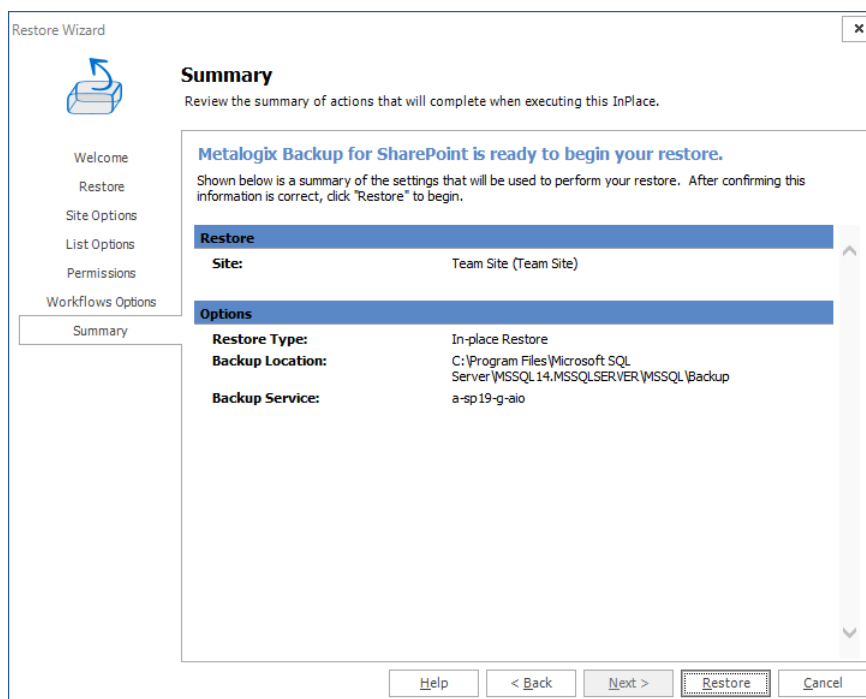 Restore Wizard
Summary
Review the summary of actions that will complete when executing this InPlace.
Welcome
Restore
Site Options
List Options
Permissions
Workflows Options
Summary
Metalogix Backup for SharePoint is ready to begin your restore.
Shown below is a summary of the settings that will be used to perform your restore. After confirming this
information is correct, click "Restore" to begin.
Restore
Site: Team Site (Team Site)
Options
Restore Type: In-place Restore
Backup Location: C:\Program Files\Microsoft SQL
Server\MSSQL14.MSSQLSERVER\MSSQL\Backup
Backup Service: a-sp19-g-aio
Help < Back Next > Restore Cancel